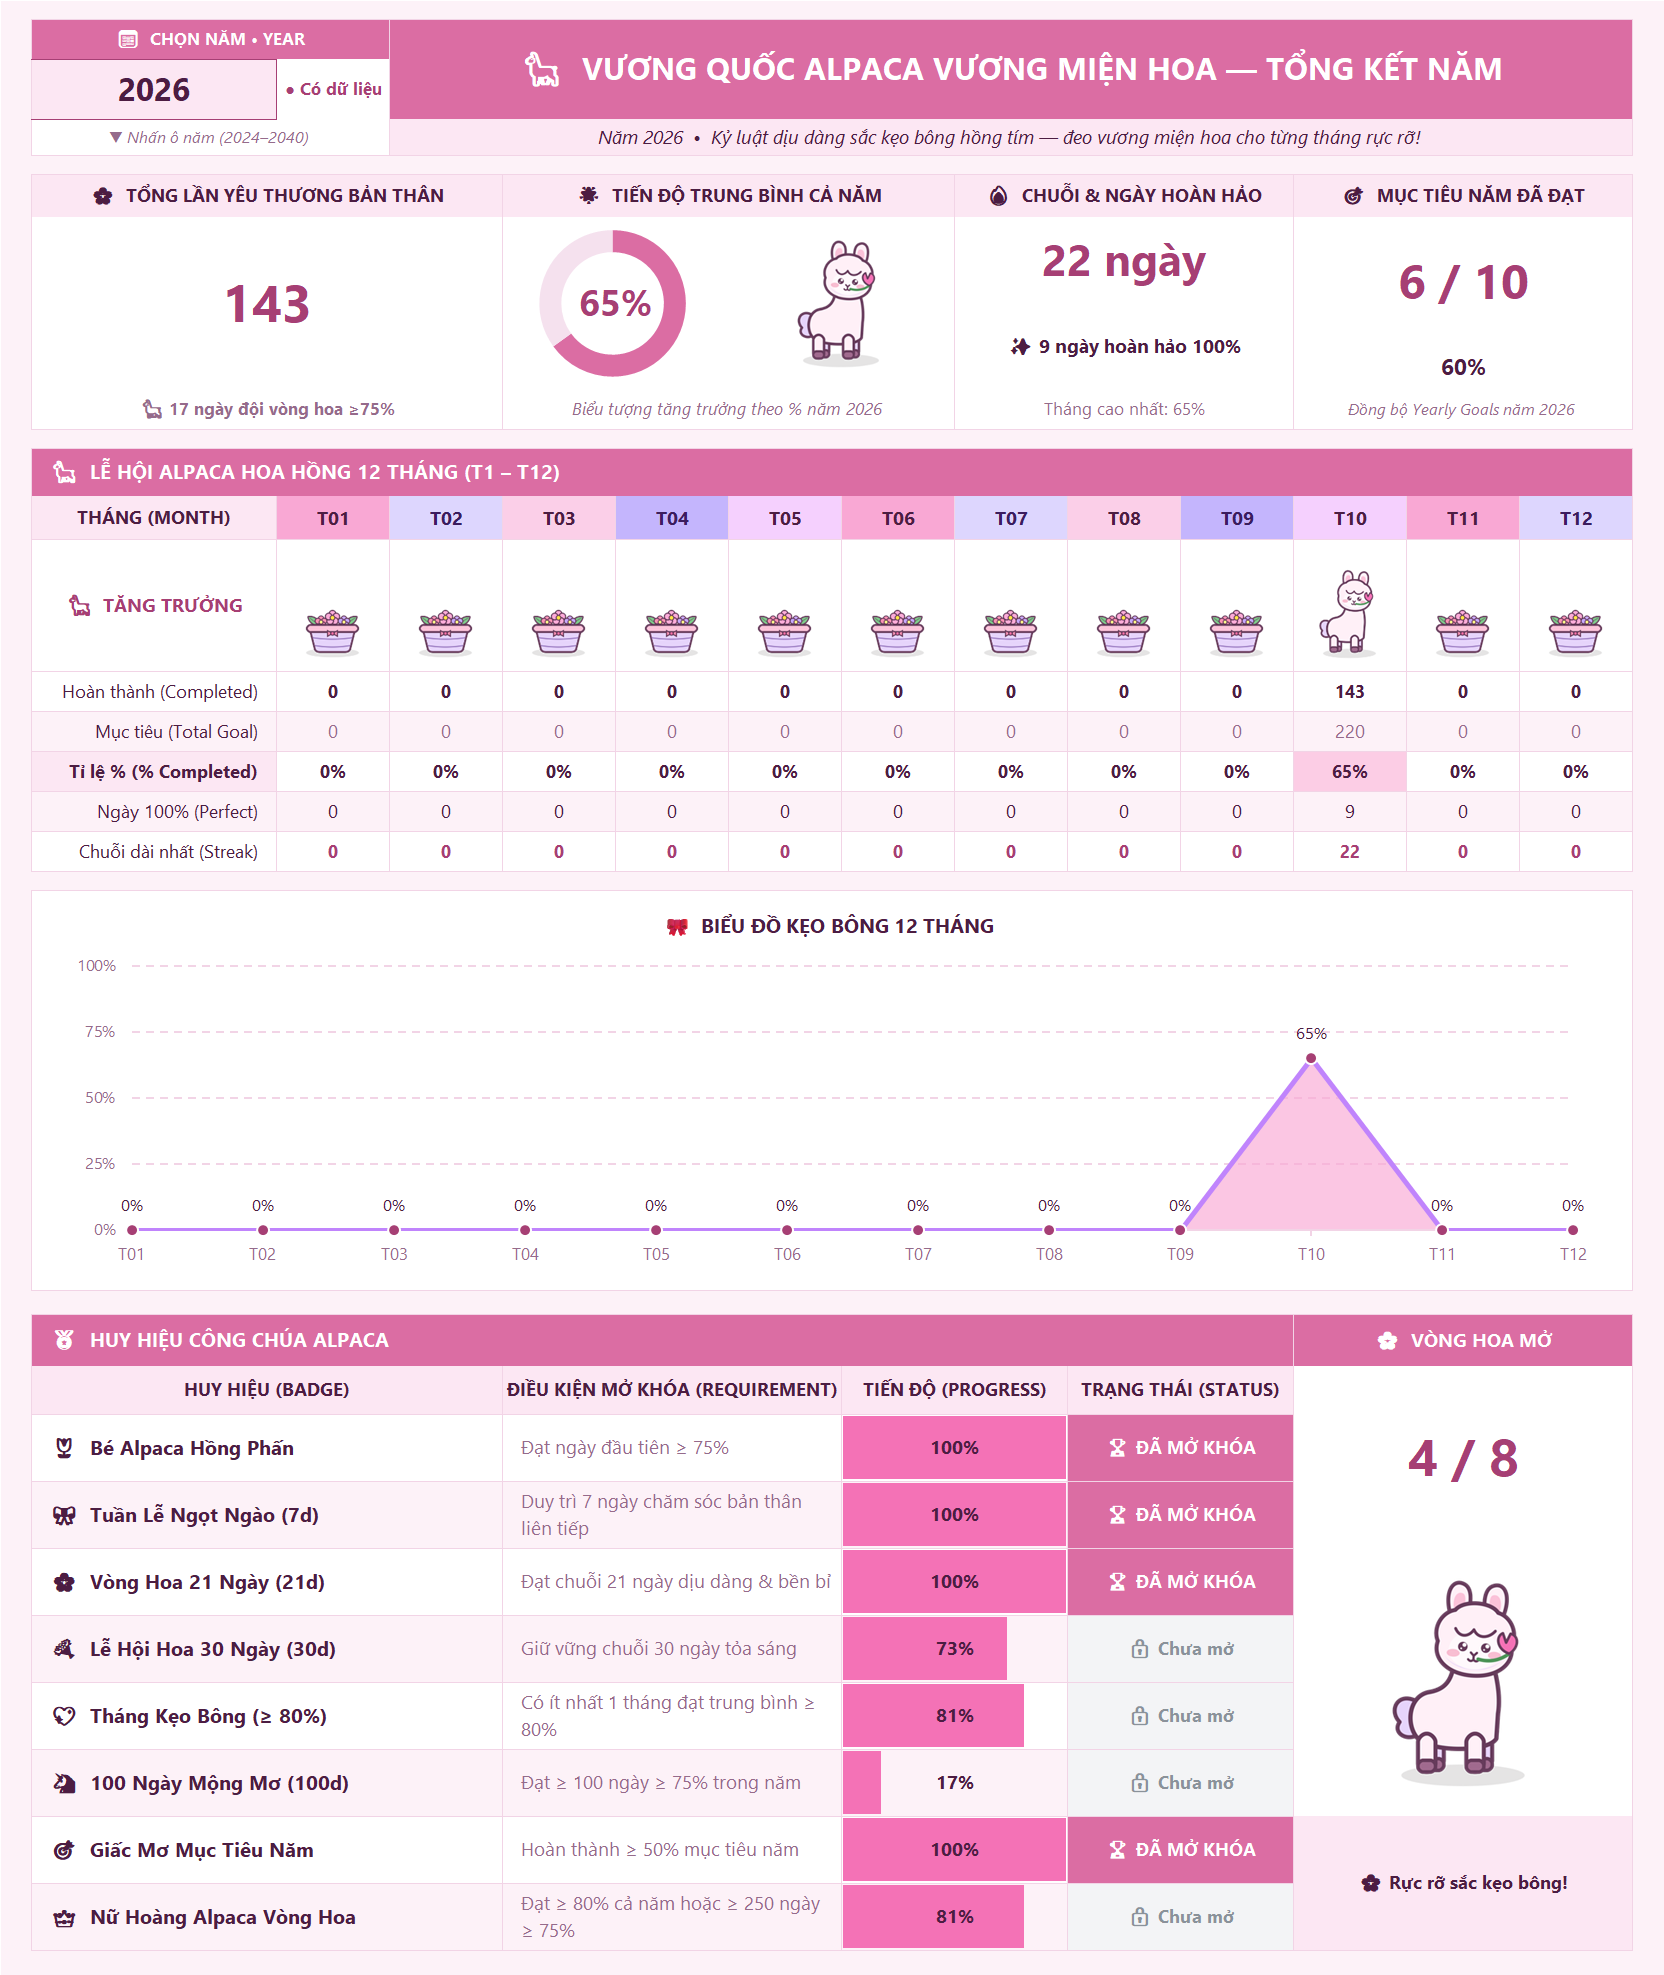 CHỌN NĂM • YEAR
2026
● Có dữ liệu
▼ Nhấn ô năm (2024–2040)
VƯƠNG QUỐC ALPACA VƯƠNG MIỆN HOA — TỔNG KẾT NĂM
Năm 2026 • Kỷ luật dịu dàng sắc kẹo bông hồng tím — đeo vương miện hoa cho từng tháng rực rỡ!
TỔNG LẦN YÊU THƯƠNG BẢN THÂN
143
17 ngày đội vòng hoa ≥75%
TIẾN ĐỘ TRUNG BÌNH CẢ NĂM
65%
Biểu tượng tăng trưởng theo % năm 2026
CHUỖI & NGÀY HOÀN HẢO
22 ngày
9 ngày hoàn hảo 100%
Tháng cao nhất: 65%
MỤC TIÊU NĂM ĐÃ ĐẠT
6 / 10
60%
Đồng bộ Yearly Goals năm 2026
LỄ HỘI ALPACA HOA HỒNG 12 THÁNG (T1 – T12)
THÁNG (MONTH) T01 T02 T03 T04 T05 T06 T07 T08 T09 T10 T11 T12
TĂNG TRƯỞNG
Hoàn thành (Completed) 0 0 0 0 0 0 0 0 0 143 0 0
Mục tiêu (Total Goal) 0 0 0 0 0 0 0 0 0 220 0 0
Tỉ lệ % (% Completed) 0% 0% 0% 0% 0% 0% 0% 0% 0% 65% 0% 0%
Ngày 100% (Perfect) 0 0 0 0 0 0 0 0 0 9 0 0
Chuỗi dài nhất (Streak) 0 0 0 0 0 0 0 0 0 22 0 0
BIỂU ĐỒ KẸO BÔNG 12 THÁNG
100%
75%
65%
50%
25%
0% 0% 0% 0% 0% 0% 0% 0% 0% 0% 0%
0%
T01 T02 T03 T04 T05 T06 T07 T08 T09 T10 T11 T12
HUY HIỆU CÔNG CHÚA ALPACA
HUY HIỆU (BADGE) ĐIỀU KIỆN MỞ KHÓA (REQUIREMENT) TIẾN ĐỘ (PROGRESS) TRẠNG THÁI (STATUS)
Bé Alpaca Hồng Phấn Đạt ngày đầu tiên ≥ 75% 100% ĐÃ MỞ KHÓA
Tuần Lễ Ngọt Ngào (7d) Duy trì 7 ngày chăm sóc bản thân
liên tiếp 100% ĐÃ MỞ KHÓA
Vòng Hoa 21 Ngày (21d) Đạt chuỗi 21 ngày dịu dàng & bền bỉ 100% ĐÃ MỞ KHÓA
Lễ Hội Hoa 30 Ngày (30d) Giữ vững chuỗi 30 ngày tỏa sáng 73% Chưa mở
Tháng Kẹo Bông (≥ 80%) Có ít nhất 1 tháng đạt trung bình ≥
80% 81% Chưa mở
100 Ngày Mộng Mơ (100d) Đạt ≥ 100 ngày ≥ 75% trong năm 17% Chưa mở
Giấc Mơ Mục Tiêu Năm Hoàn thành ≥ 50% mục tiêu năm 100% ĐÃ MỞ KHÓA
Nữ Hoàng Alpaca Vòng Hoa Đạt ≥ 80% cả năm hoặc ≥ 250 ngày
≥ 75% 81% Chưa mở
VÒNG HOA MỞ
4 / 8
Rực rỡ sắc kẹo bông!